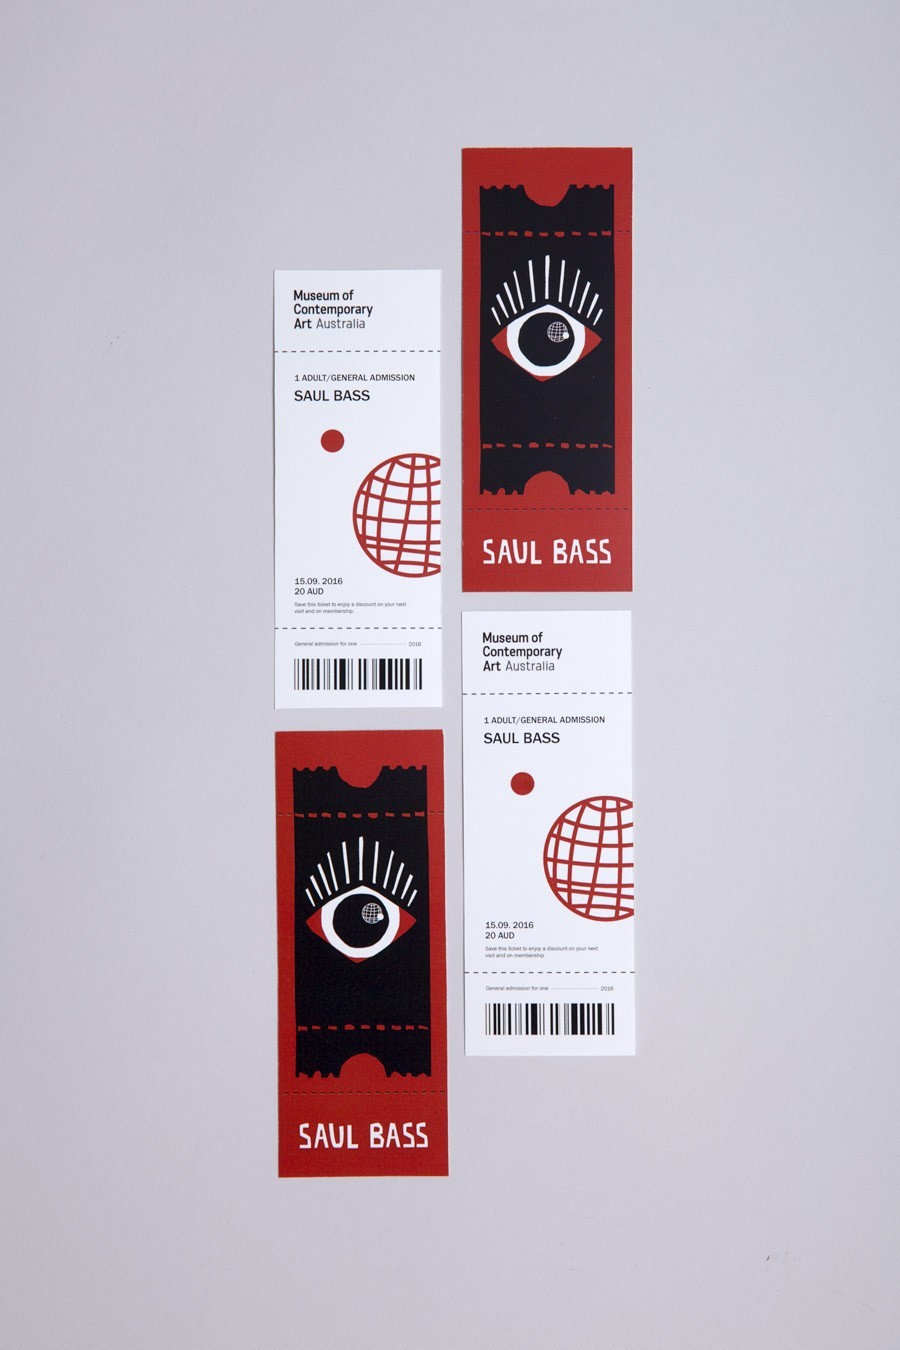 Museum of
Contemporary
Art Australia
1 ADULT/GENERAL ADMISSION
SAUL BASS
15.09. 2016
20 AUD
Save this ticket to enjoy a discount on your next
visit and on membership.
General admission for one 2016
SAUL BASS
Museum of
Contemporary
Art Australia
1 ADULT/GENERAL ADMISSION
SAUL BASS
15.09. 2016
20 AUD
Save this ticket to enjoy a discount on your next
visit and on membership.
General admission for one 2016
SAUL BASS